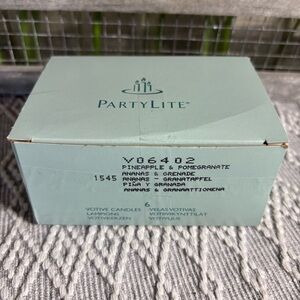 PARTYLITE®
V06402
PINEAPPLE & POMEGRANATE
ANANAS & GRENADE
1545 ANANAS - GRANATAPFEL
PIÑA Y GRANADA
ANANAS & GRANAATTIOMENA
6
VOTIVE CANDLES VELAS VOTIVAS
LAMPIONS VOTIIVIKYNTTILÄT
VOTIVKERZEN